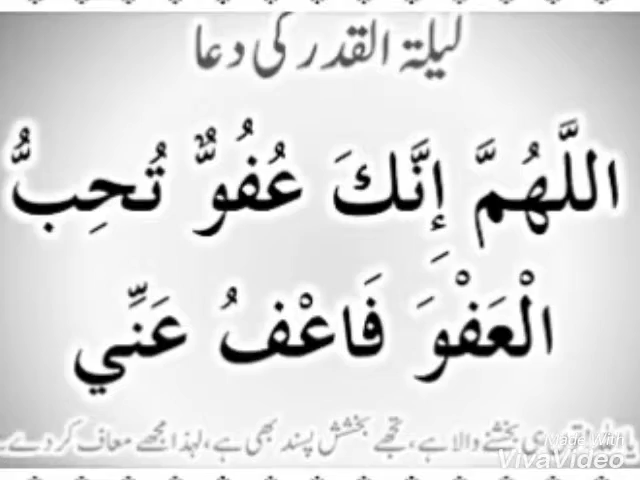 لیلۃ القدر کی دعا
اللَّهُمَّ إِنَّكَ عُفُوٌّ تُحِبُّ
الْعَفْوَ فَاعْفُ عَنِّي
بخشنے والا ہے، تجھے بخشش پسند بھی ہے، لہذا مجھے معاف کر دے۔
Made With
VivaVideo